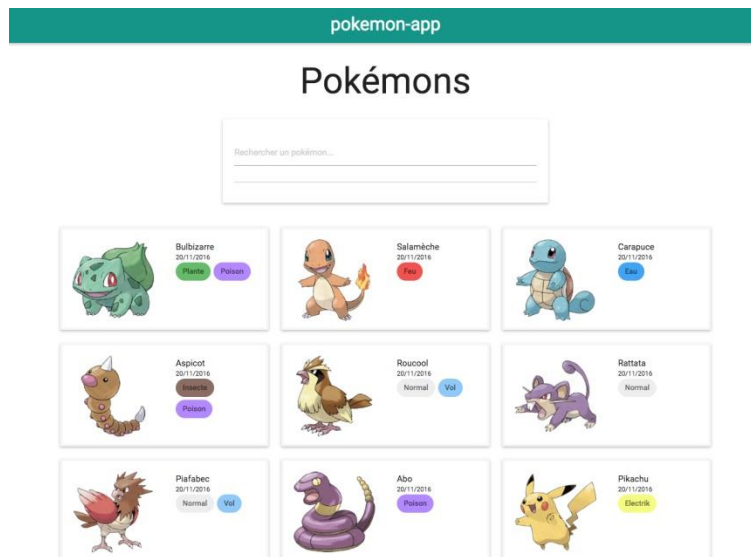 pokemon-app
Pokémons
Rechercher un pokémon...
Bulbizarre
20/11/2016
Plante Poison
Salamèche
20/11/2016
Feu
Carapuce
20/11/2016
Eau
Aspicot
20/11/2016
Insecte
Poison
Roucool
20/11/2016
Normal Vol
Rattata
20/11/2016
Normal
Piafabec
20/11/2016
Normal Vol
Abo
20/11/2016
Poison
Pikachu
20/11/2016
Electrik